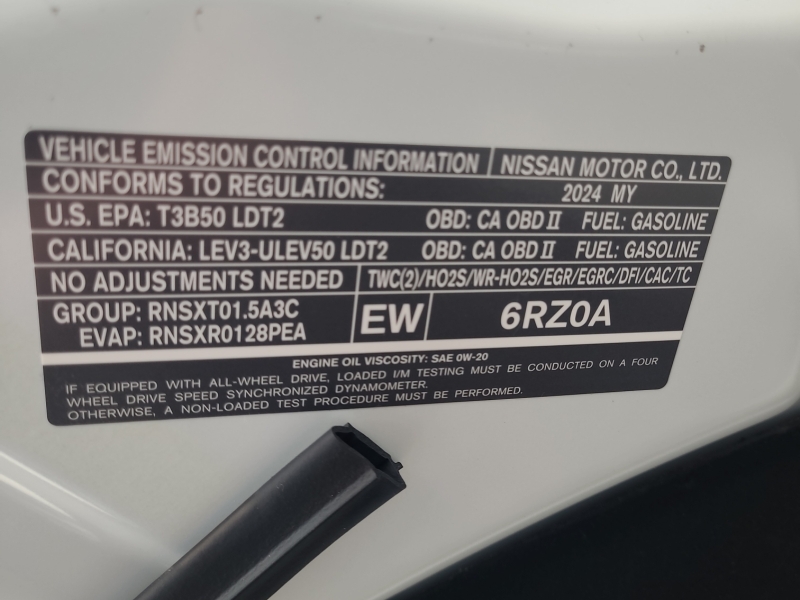 VEHICLE EMISSION CONTROL INFORMATION NISSAN MOTOR CO., LTD.
CONFORMS TO REGULATIONS: 2024 MY
U.S. EPA: T3B50 LDT2 OBD: CA OBD II FUEL: GASOLINE
CALIFORNIA: LEV3-ULEV50 LDT2 OBD: CA OBD II FUEL: GASOLINE
NO ADJUSTMENTS NEEDED TWC(2)/HO2S/WR-HO2S/EGR/EGRC/DFI/CAC/TC
GROUP: RNSXT01.5A3C
EVAP: RNSXR0128PEA
EW
6RZ0A
ENGINE OIL VISCOSITY: SAE 0W-20
IF EQUIPPED WITH ALL-WHEEL DRIVE, LOADED I/M TESTING MUST BE CONDUCTED ON A FOUR
WHEEL DRIVE SPEED SYNCHRONIZED DYNAMOMETER.
OTHERWISE, A NON-LOADED TEST PROCEDURE MUST BE PERFORMED.